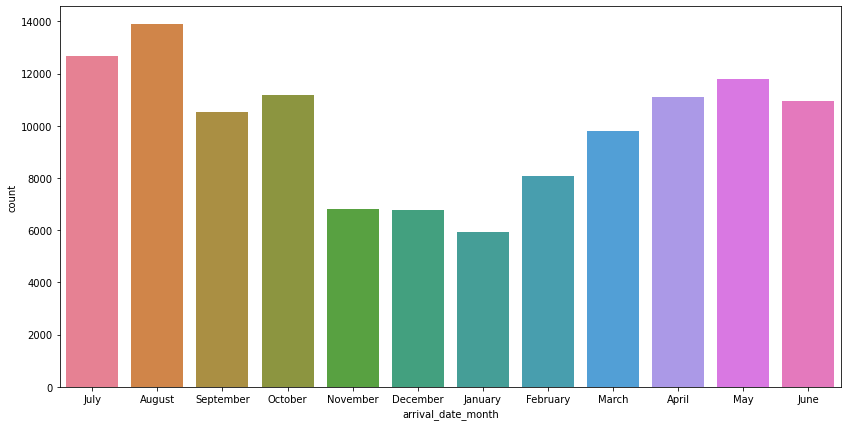 14000
12000
10000
8000
6000
4000
2000
0
count
July August September October November December January February March April May June
arrival_date_month